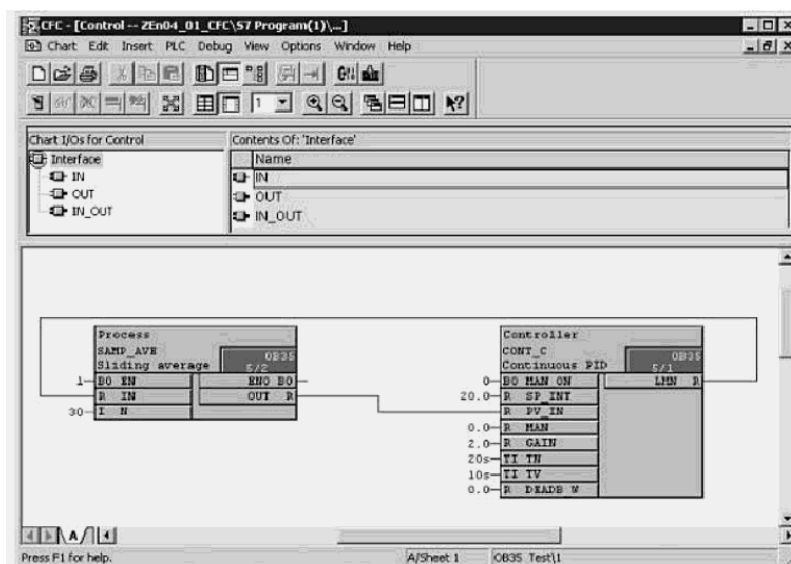 CFC - [Control -- ZEn04_01_CFC\S7 Program(1)\...]
Chart Edit Insert PLC Debug View Options Window Help
1
Chart I/Os for Control
Contents Of: 'Interface'
Interface
IN
OUT
IN_OUT
Name
IN
OUT
IN_OUT
Process
SAMP_AVE
Sliding average
OB35
5/2
1 BO EN
ENO BO
R IN
OUT R
30 I N
Controller
CONT_C
Continuous PID
OB35
5/1
0 BO MAN ON
LMN R
20.0 R SP_INT
R PV_IN
0.0 R MAN
2.0 R GAIN
20s TI TN
10s TI TV
0.0 R DEADB W
A
Press F1 for help.
A/Sheet 1
OB35 Test\1